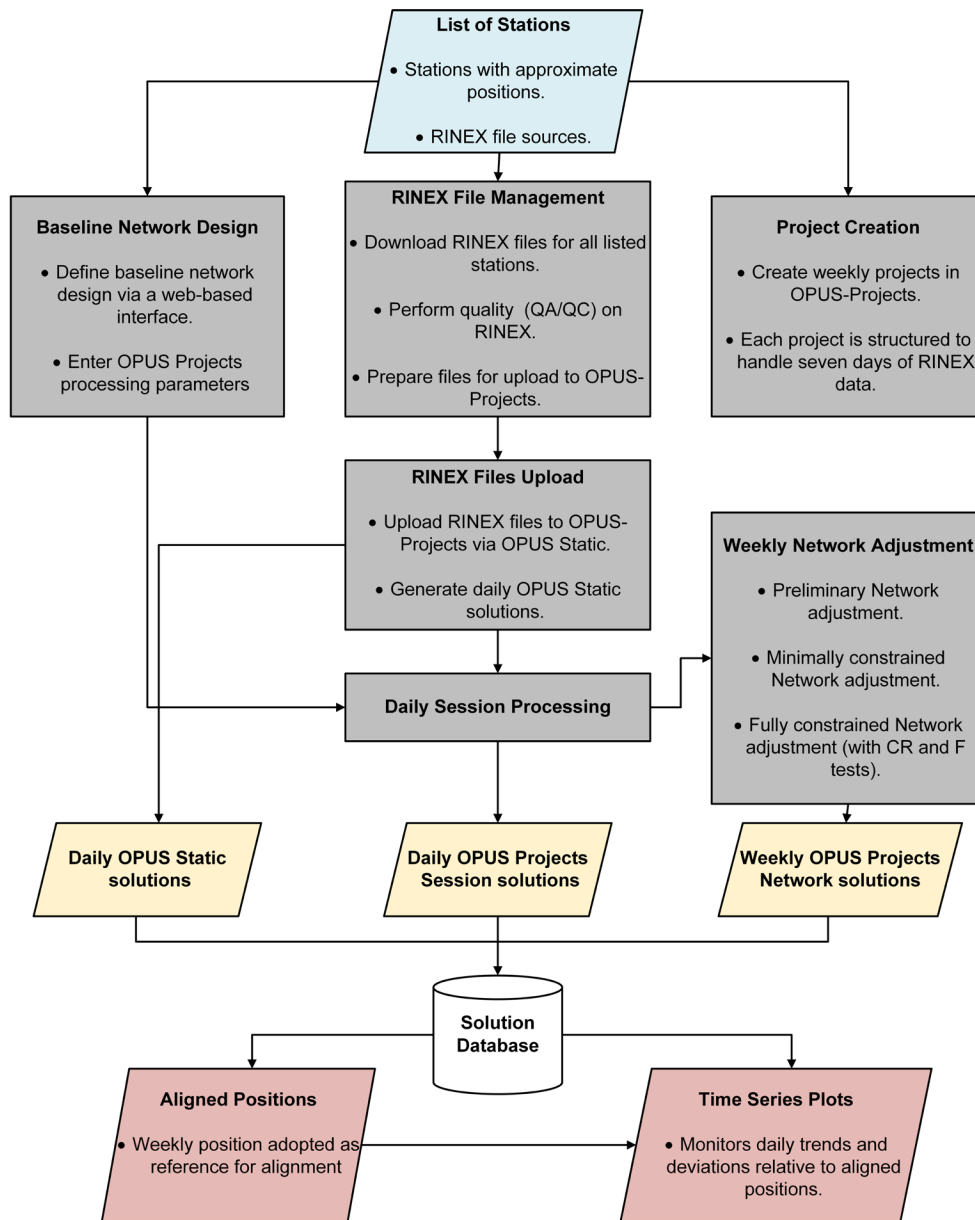 List of Stations
• Stations with approximate
positions.
• RINEX file sources.
Baseline Network Design
• Define baseline network
design via a web-based
interface.
• Enter OPUS Projects
processing parameters
RINEX File Management
• Download RINEX files for all listed
stations.
• Perform quality (QA/QC) on
RINEX.
• Prepare files for upload to OPUS-
Projects.
Project Creation
• Create weekly projects in
OPUS-Projects.
• Each project is structured to
handle seven days of RINEX
data.
RINEX Files Upload
• Upload RINEX files to OPUS-
Projects via OPUS Static.
• Generate daily OPUS Static
solutions.
Weekly Network Adjustment
• Preliminary Network
adjustment.
• Minimally constrained
Network adjustment.
• Fully constrained Network
adjustment (with CR and F
tests).
Daily Session Processing
Daily OPUS Static
solutions
Daily OPUS Projects
Session solutions
Weekly OPUS Projects
Network solutions
Solution
Database
Aligned Positions
• Weekly position adopted as
reference for alignment
Time Series Plots
• Monitors daily trends and
deviations relative to aligned
positions.